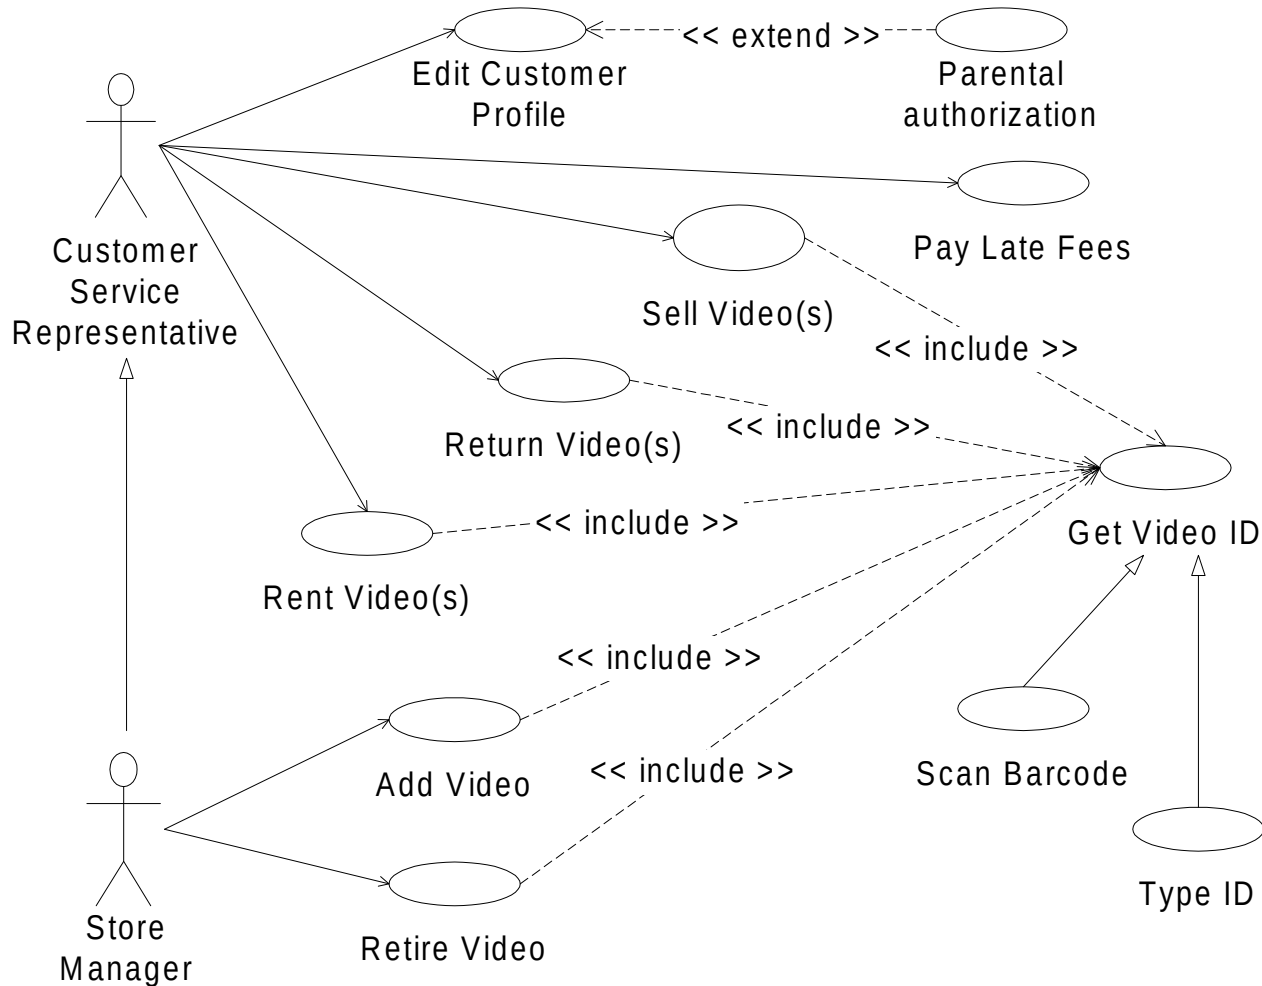 << extend >>
Edit Customer
Profile
Parental
authorization
Customer
Service
Representative
Pay Late Fees
Sell Video(s)
<< include >>
Return Video(s)
<< include >>
<< include >>
Get Video ID
Rent Video(s)
<< include >>
Add Video
<< include >>
Scan Barcode
Type ID
Store
Manager
Retire Video